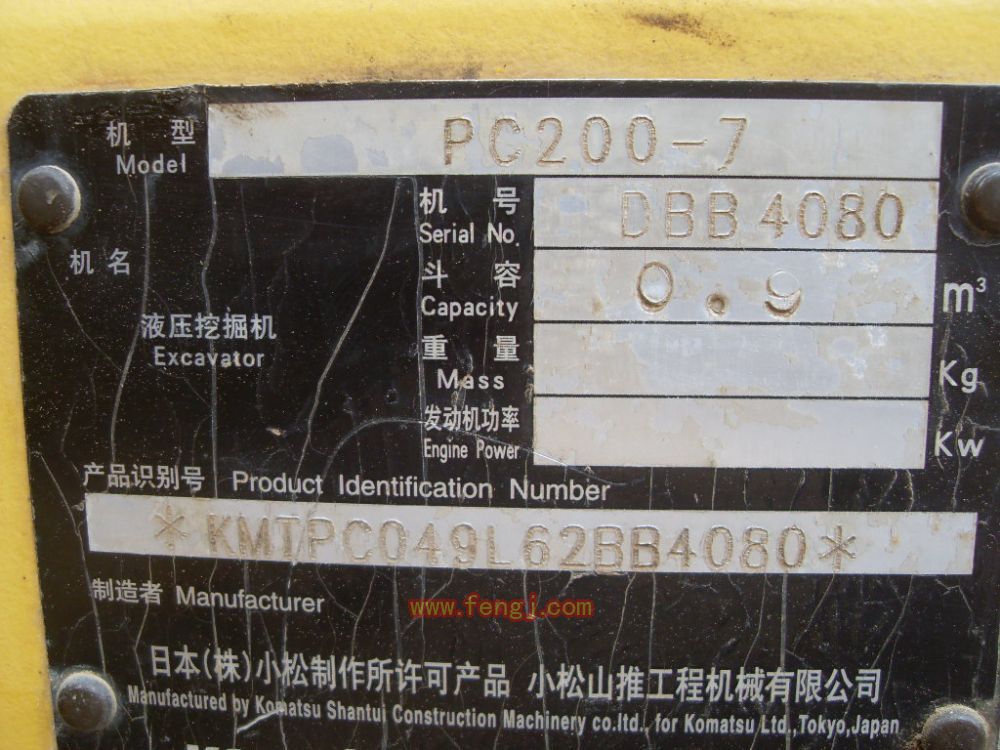 机 型 PC200-7
Model
机 号 DBB4080
Serial No.
机名
斗 容 0.9 m³
Capacity
液压挖掘机
Excavator
重 量 Kg
Mass
发动机功率 Kw
Engine Power
产品识别号 Product Identification Number
*KMTPC049L62BB4080*
制造者 Manufacturer
www.fengj.com
日本(株)小松制作所许可产品 小松山推工程机械有限公司
Manufactured by Komatsu Shantui Construction Machinery co.ltd., for Komatsu Ltd.,Tokyo,Japan